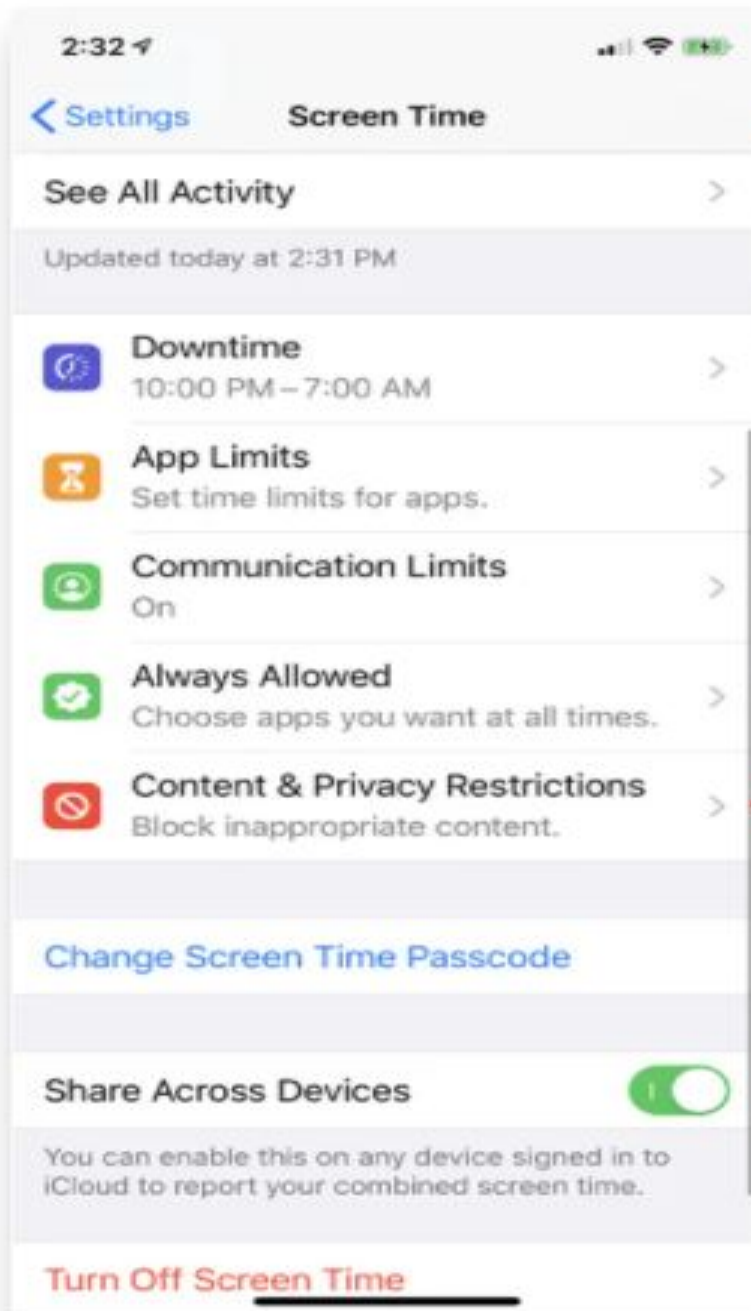 2:32
Settings
Screen Time
See All Activity
Updated today at 2:31 PM
Downtime
10:00 PM – 7:00 AM
App Limits
Set time limits for apps.
Communication Limits
On
Always Allowed
Choose apps you want at all times.
Content & Privacy Restrictions
Block inappropriate content.
Change Screen Time Passcode
Share Across Devices
You can enable this on any device signed in to
iCloud to report your combined screen time.
Turn Off Screen Time